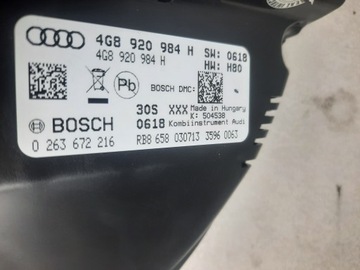 4G8 920 984 H SW: 0618
4G8 920 984 H HW: H80
Pb BOSCH DMC:
30S XXX Made in Hungary
K: 504538
BOSCH 0618 Kombiinstrument Audi
0 263 672 216 RB8 658 030713 3596 0063